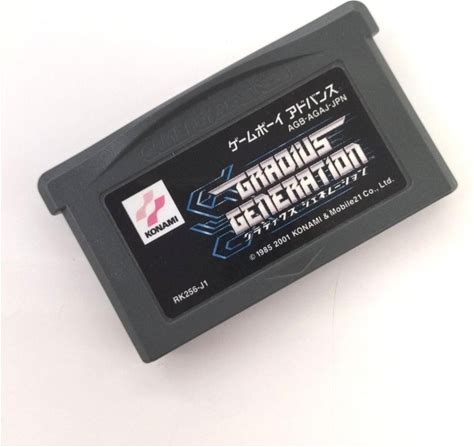 ゲームボーイ アドバンス
AGB-AGAJ-JPN
GRADIUS
GENERATION
グラディウス・ジェネレーション
KONAMI
© 1985 2001 KONAMI & Mobile21 Co., Ltd.
RK256-J1